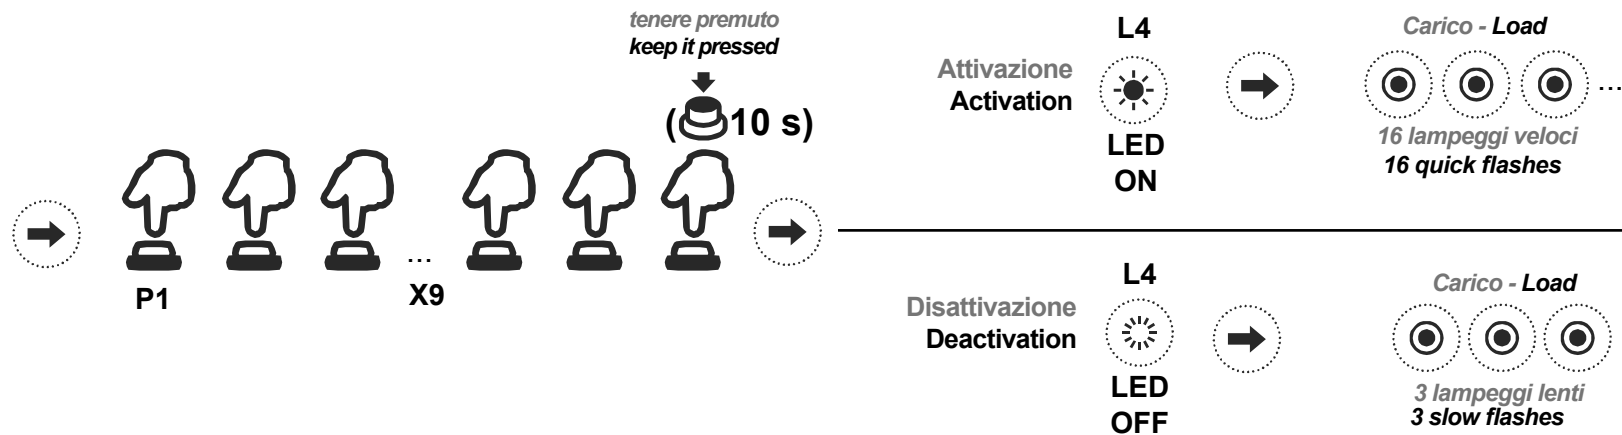 tenere premuto
keep it pressed
(10 s)
P1
...
X9
Attivazione
Activation
L4
LED
ON
Carico - Load
...
16 lampeggi veloci
16 quick flashes
Disattivazione
Deactivation
L4
LED
OFF
Carico - Load
3 lampeggi lenti
3 slow flashes